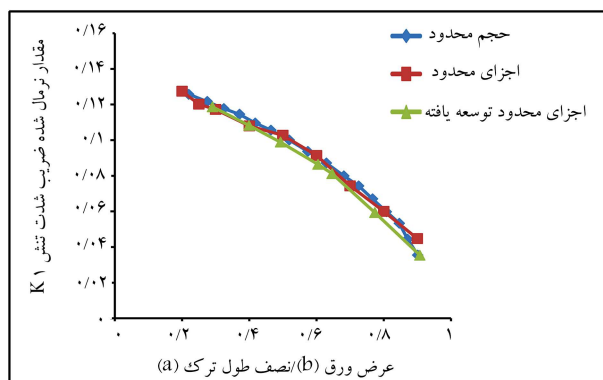 حجم محدود
اجزای محدود
اجزای محدود توسعه یافته
مقدار نرمال شده ضریب شدت تنش K ۱
۰/۱۶
۰/۱۴
۰/۱۲
۰/۱
۰/۰۸
۰/۰۶
۰/۰۴
۰/۰۲
۰
۰ ۰/۲ ۰/۴ ۰/۶ ۰/۸ ۱
عرض ورق (b)/نصف طول ترک (a)